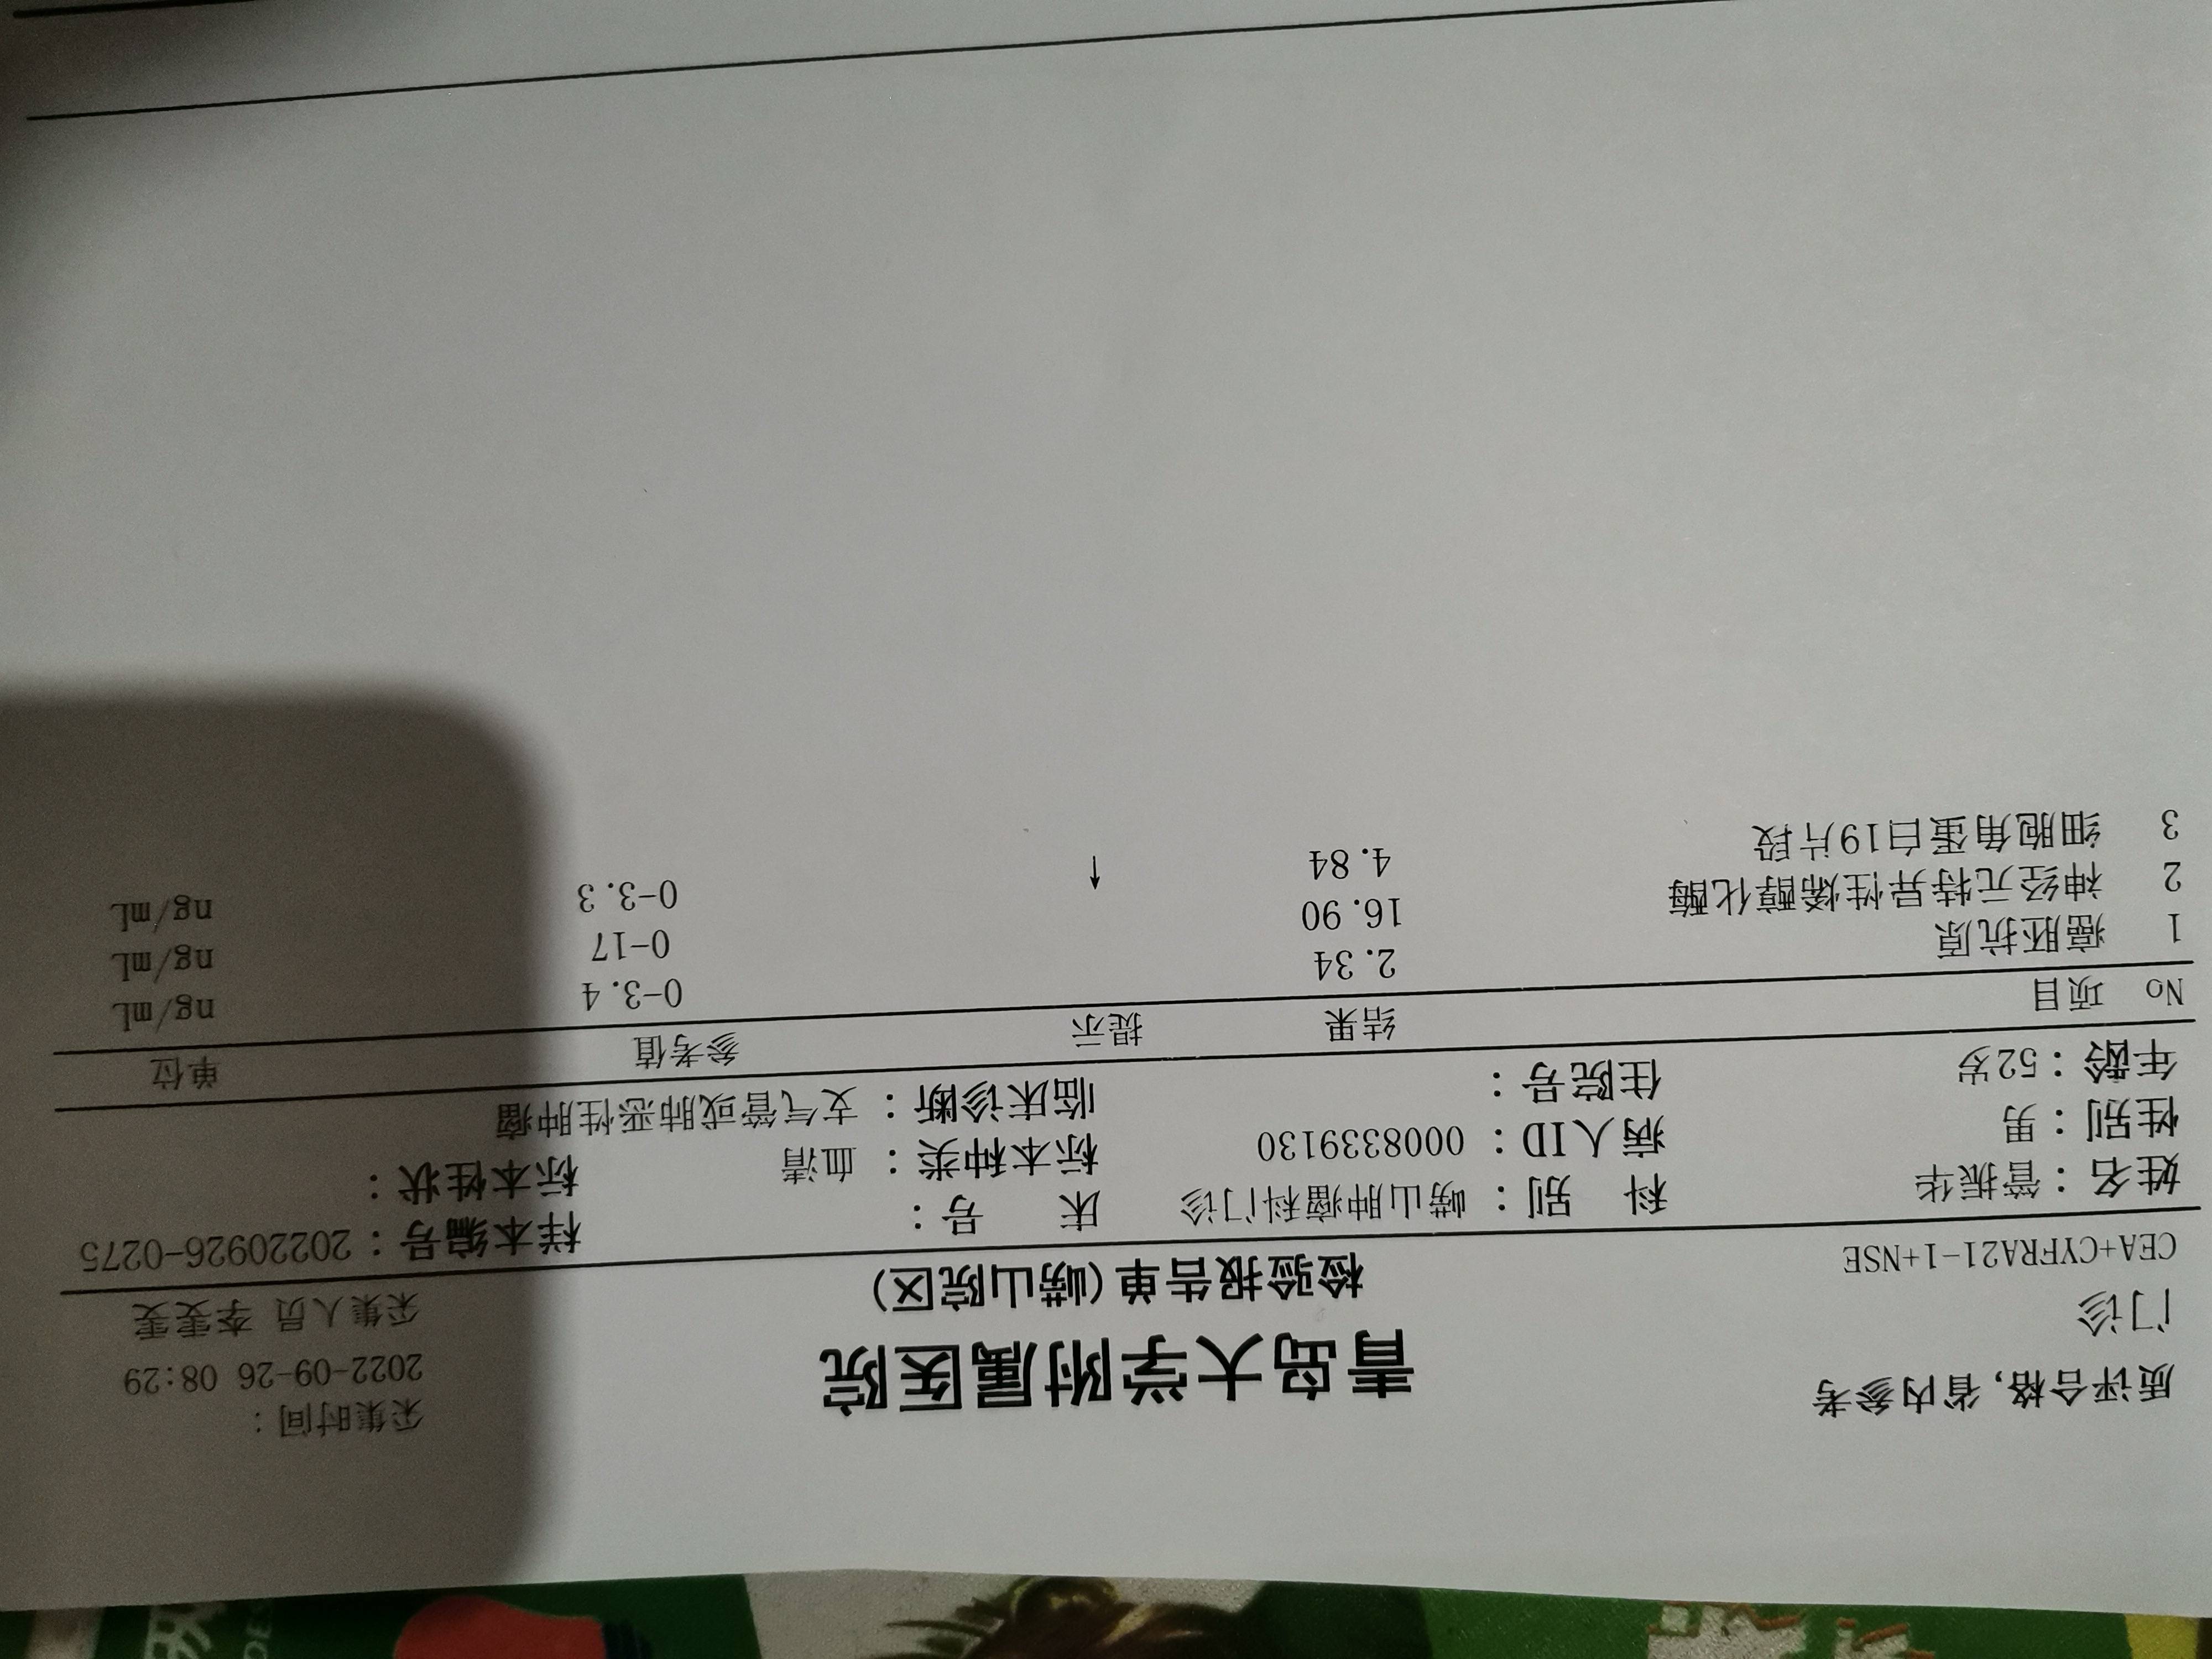 质评合格,省内参考
门诊
CEA+CYFRA21-1+NSE
青岛大学附属医院
检验报告单(崂山院区)
采集时间:
2022-09-26 08:29
采集人员 李雯雯
姓名:管振华 科 别:崂山肿瘤科门诊 床 号: 样本编号:20220926-0275
性别:男 病人ID:0008339130 标本种类:血清 标本性状:
年龄:52岁 住院号: 临床诊断:支气管或肺恶性肿瘤
No 项目 结果 提示 参考值 单位
1 癌胚抗原 2.34 0-3.4 ng/mL
2 神经元特异性烯醇化酶 16.90 0-17 ng/mL
3 细胞角蛋白19片段 4.84 ↑ 0-3.3 ng/mL